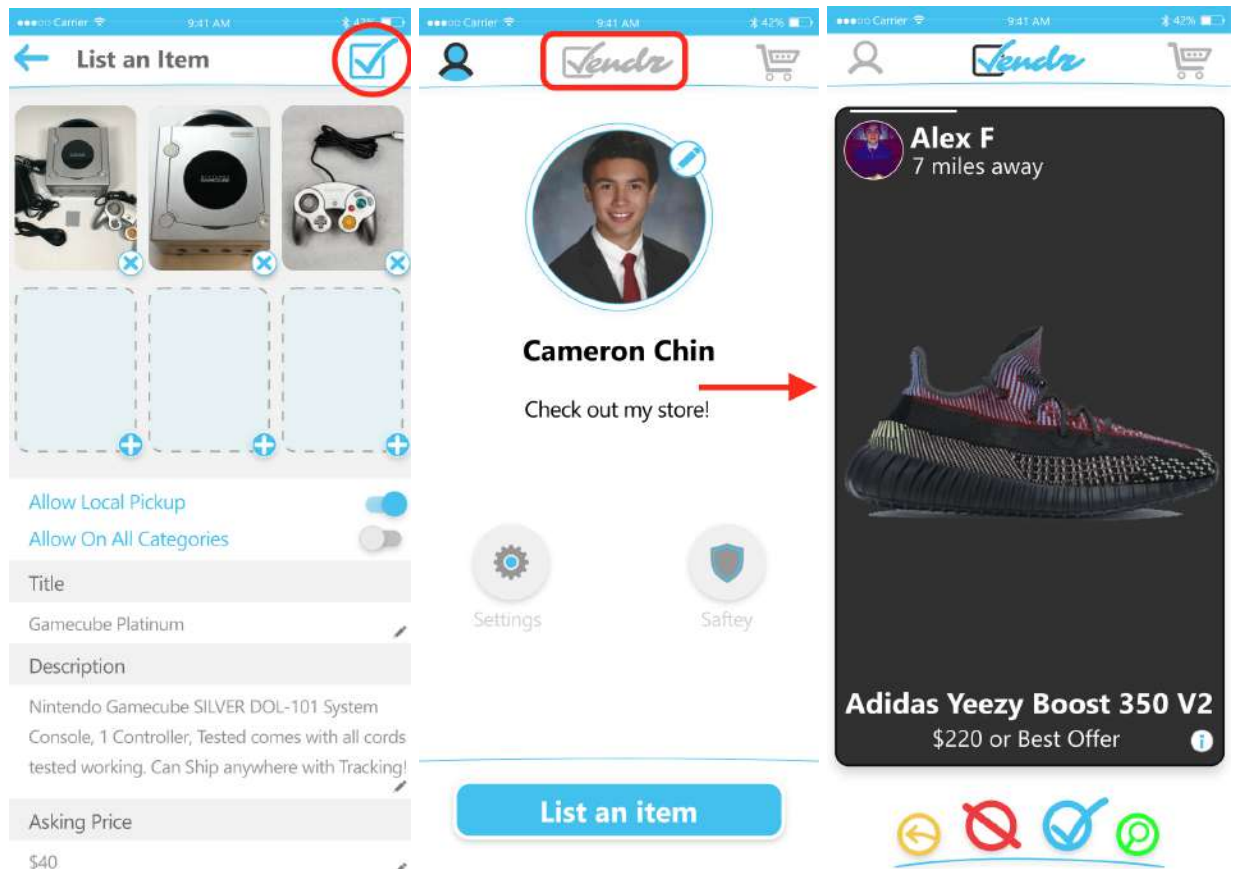 ●●●○○ Carrier 9:41 AM 42%
List an Item
Allow Local Pickup
Allow On All Categories
Title
Gamecube Platinum
Description
Nintendo Gamecube SILVER DOL-101 System
Console, 1 Controller, Tested comes with all cords
tested working. Can Ship anywhere with Tracking!
Asking Price
$40
●●●○○ Carrier 9:41 AM 42%
Vendr
Cameron Chin
Check out my store!
Settings
Saftey
List an item
●●●○○ Carrier 9:41 AM 42%
Vendr
Alex F
7 miles away
Adidas Yeezy Boost 350 V2
$220 or Best Offer
i